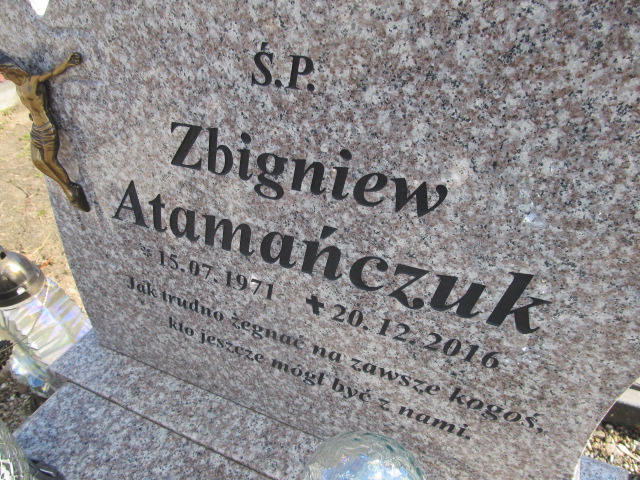 Ś.P.
Zbigniew
Atamańczuk
* 15.07.1971 ✝ 20.12.2016
Jak trudno żegnać na zawsze kogoś,
kto jeszcze mógł być z nami.